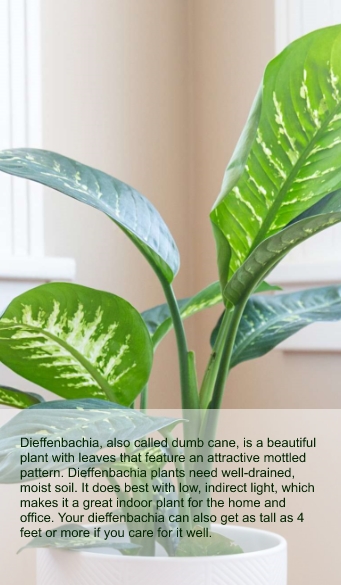 Dieffenbachia, also called dumb cane, is a beautiful
plant with leaves that feature an attractive mottled
pattern. Dieffenbachia plants need well-drained,
moist soil. It does best with low, indirect light, which
makes it a great indoor plant for the home and
office. Your dieffenbachia can also get as tall as 4
feet or more if you care for it well.